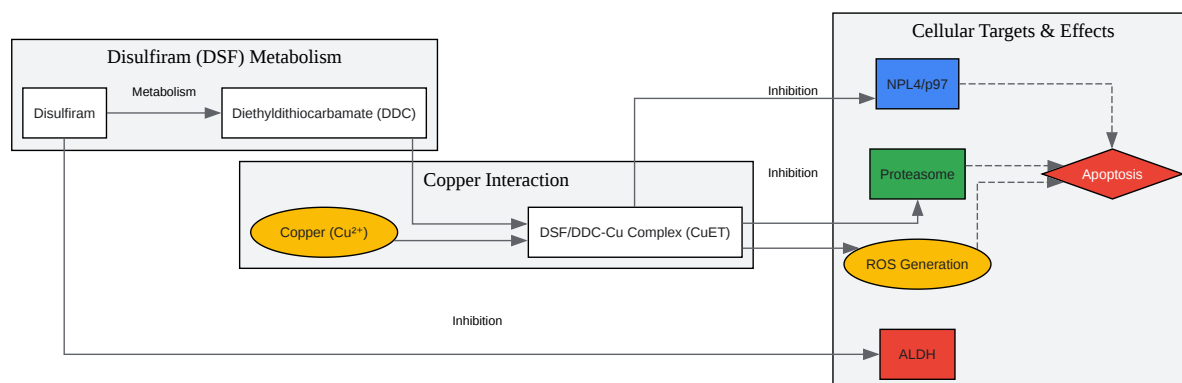 Cellular Targets & Effects
Disulfiram (DSF) Metabolism
Disulfiram
Metabolism
Diethyldithiocarbamate (DDC)
Inhibition
NPL4/p97
Copper Interaction
Inhibition
Proteasome
Apoptosis
Copper (Cu²⁺)
DSF/DDC-Cu Complex (CuET)
ROS Generation
Inhibition
ALDH